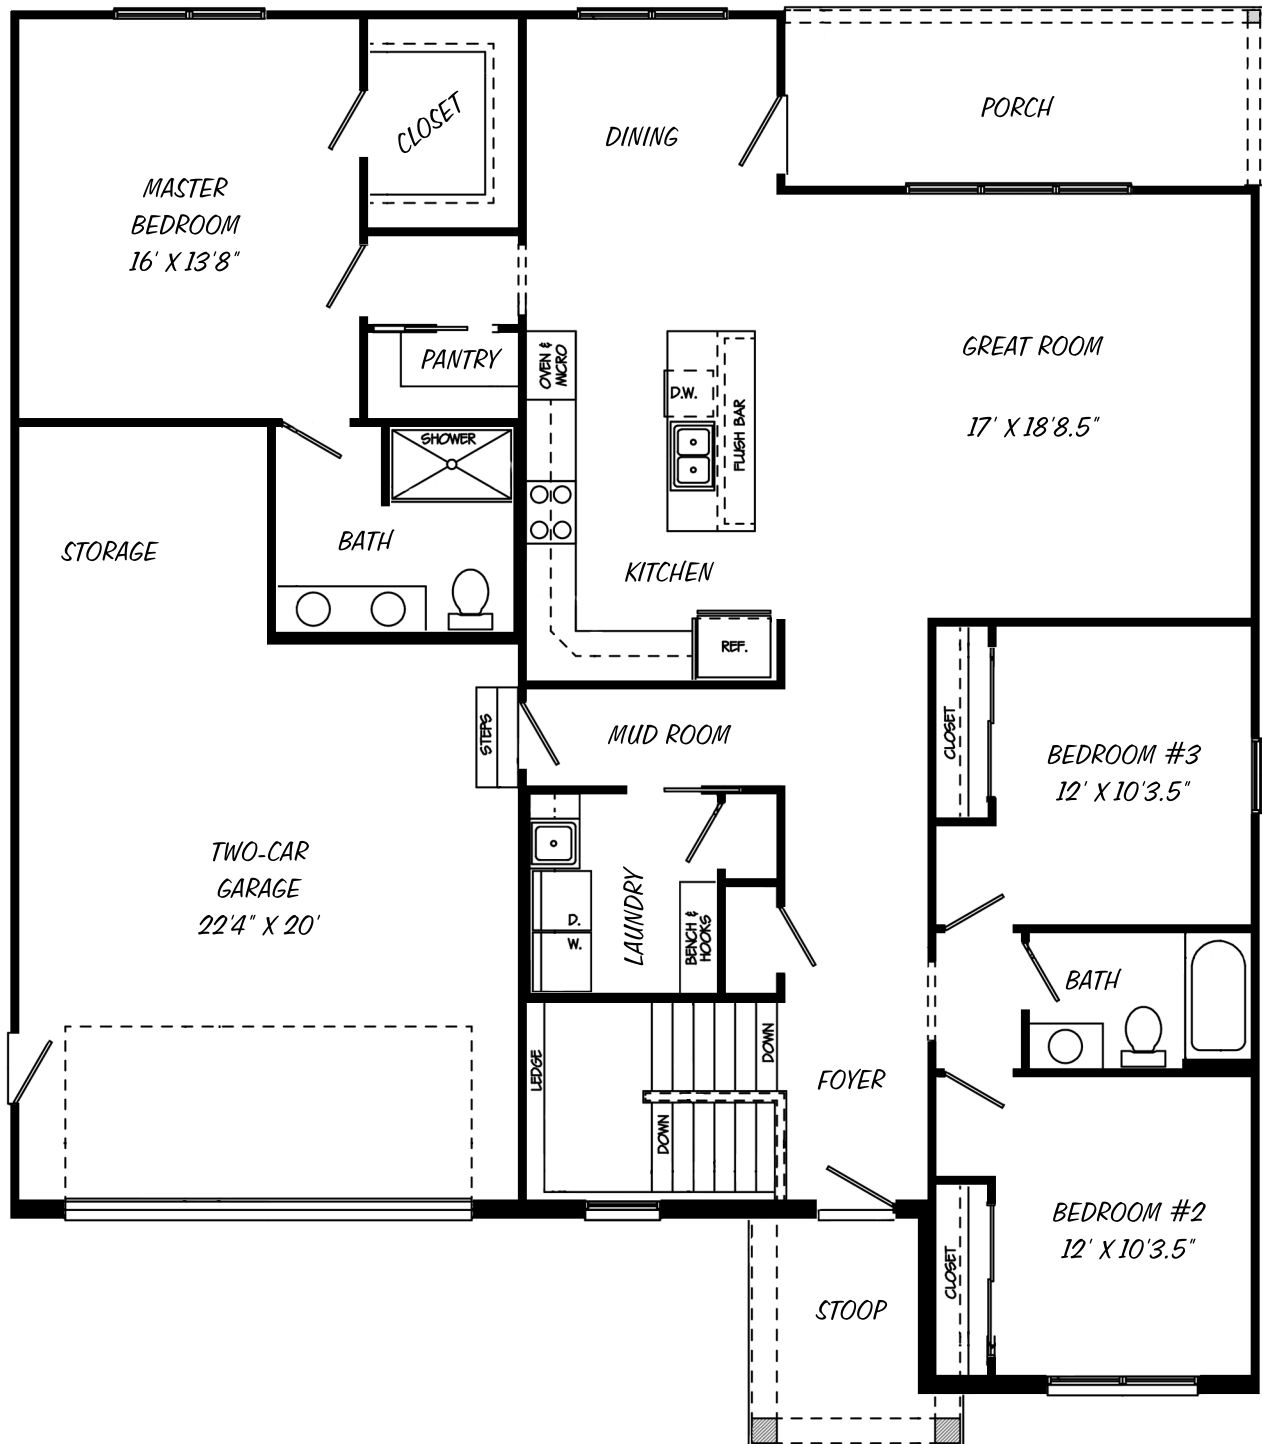 CLOSET
DINING
PORCH
MASTER
BEDROOM
16' X 13'8"
PANTRY
OVEN &
MICRO
D.W.
FLUSH BAR
GREAT ROOM
17' X 18'8.5"
SHOWER
BATH
STORAGE
KITCHEN
REF.
STEPS
MUD ROOM
CLOSET
BEDROOM #3
12' X 10'3.5"
TWO-CAR
GARAGE
22'4" X 20'
D.
W.
LAUNDRY
BENCH &
HOOKS
BATH
LEDGE
DOWN
DOWN
FOYER
BEDROOM #2
12' X 10'3.5"
CLOSET
STOOP